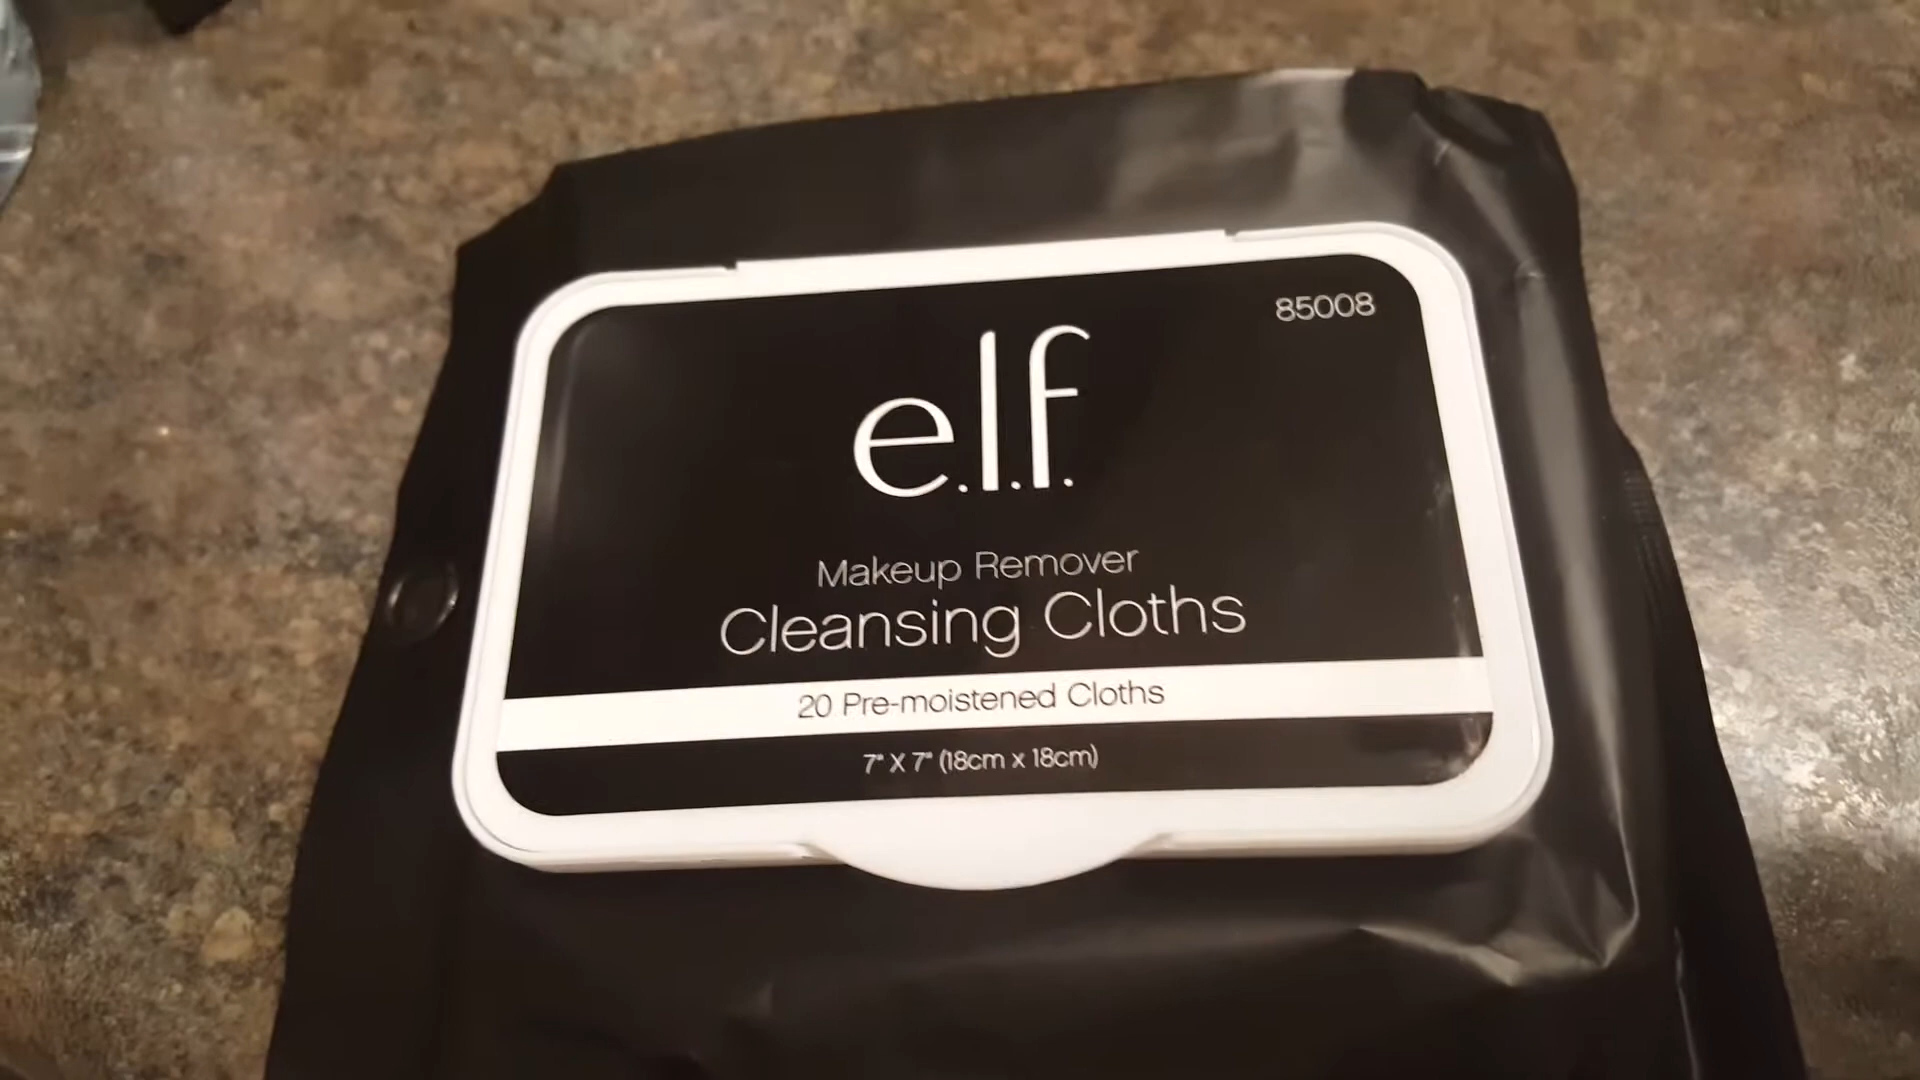 85008
e.l.f.
Makeup Remover
Cleansing Cloths
20 Pre-moistened Cloths
7" X 7" (18cm x 18cm)